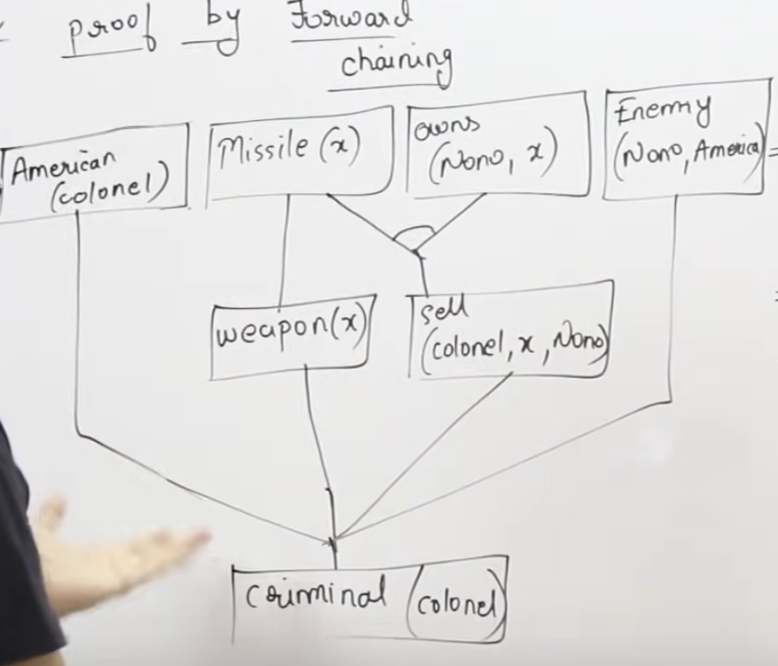 proof by Forward
chaining
American
(colonel)
Missile (x)
owns
(Nono, x)
Enemy
(Nono, America)
weapon(x)
sell
(colonel, x, Nono)
criminal (colonel)